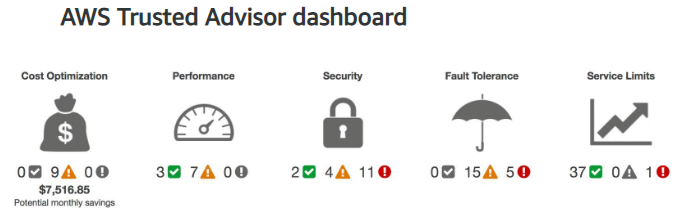 AWS Trusted Advisor dashboard
Cost Optimization Performance Security Fault Tolerance Service Limits
$
0 9 0 3 7 0 2 4 11 0 15 5 37 0 1
$7,516.85
Potential monthly savings